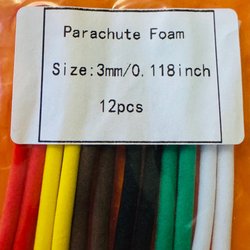 Parachute Foam
Size:3mm/0.118inch
12pcs